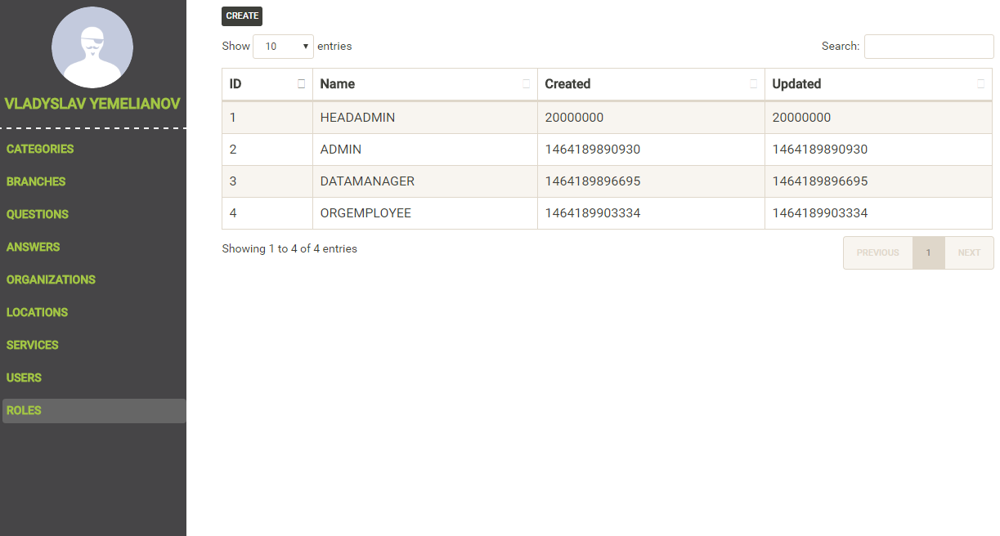 VLADYSLAV YEMELIANOV
CATEGORIES
BRANCHES
QUESTIONS
ANSWERS
ORGANIZATIONS
LOCATIONS
SERVICES
USERS
ROLES
CREATE
Show 10 entries
Search:
ID Name Created Updated
1 HEADADMIN 20000000 20000000
2 ADMIN 1464189890930 1464189890930
3 DATAMANAGER 1464189896695 1464189896695
4 ORGEMPLOYEE 1464189903334 1464189903334
Showing 1 to 4 of 4 entries
PREVIOUS 1 NEXT